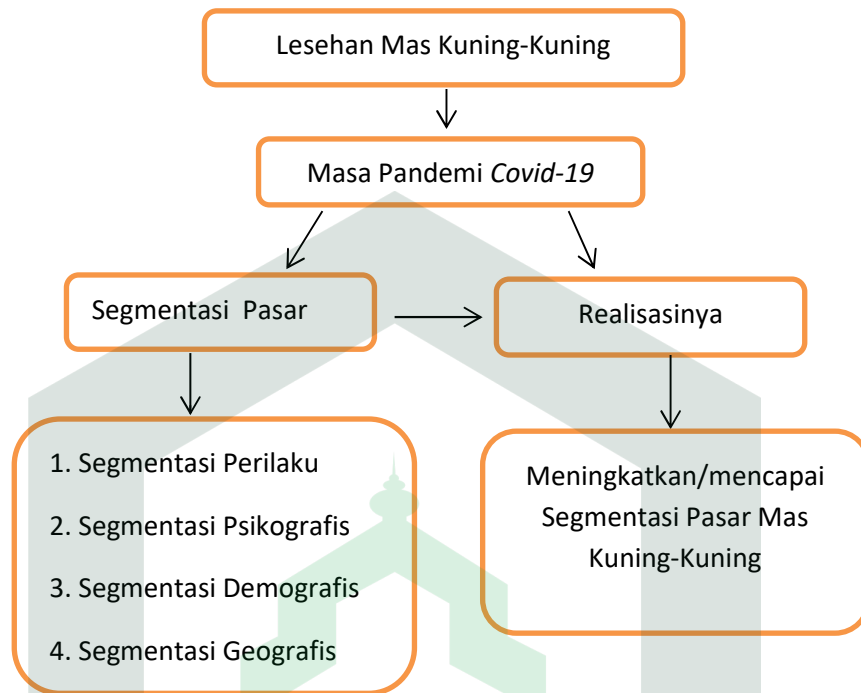 Lesehan Mas Kuning-Kuning
Masa Pandemi Covid-19
Segmentasi Pasar
Realisasinya
1. Segmentasi Perilaku
2. Segmentasi Psikografis
3. Segmentasi Demografis
4. Segmentasi Geografis
Meningkatkan/mencapai
Segmentasi Pasar Mas
Kuning-Kuning